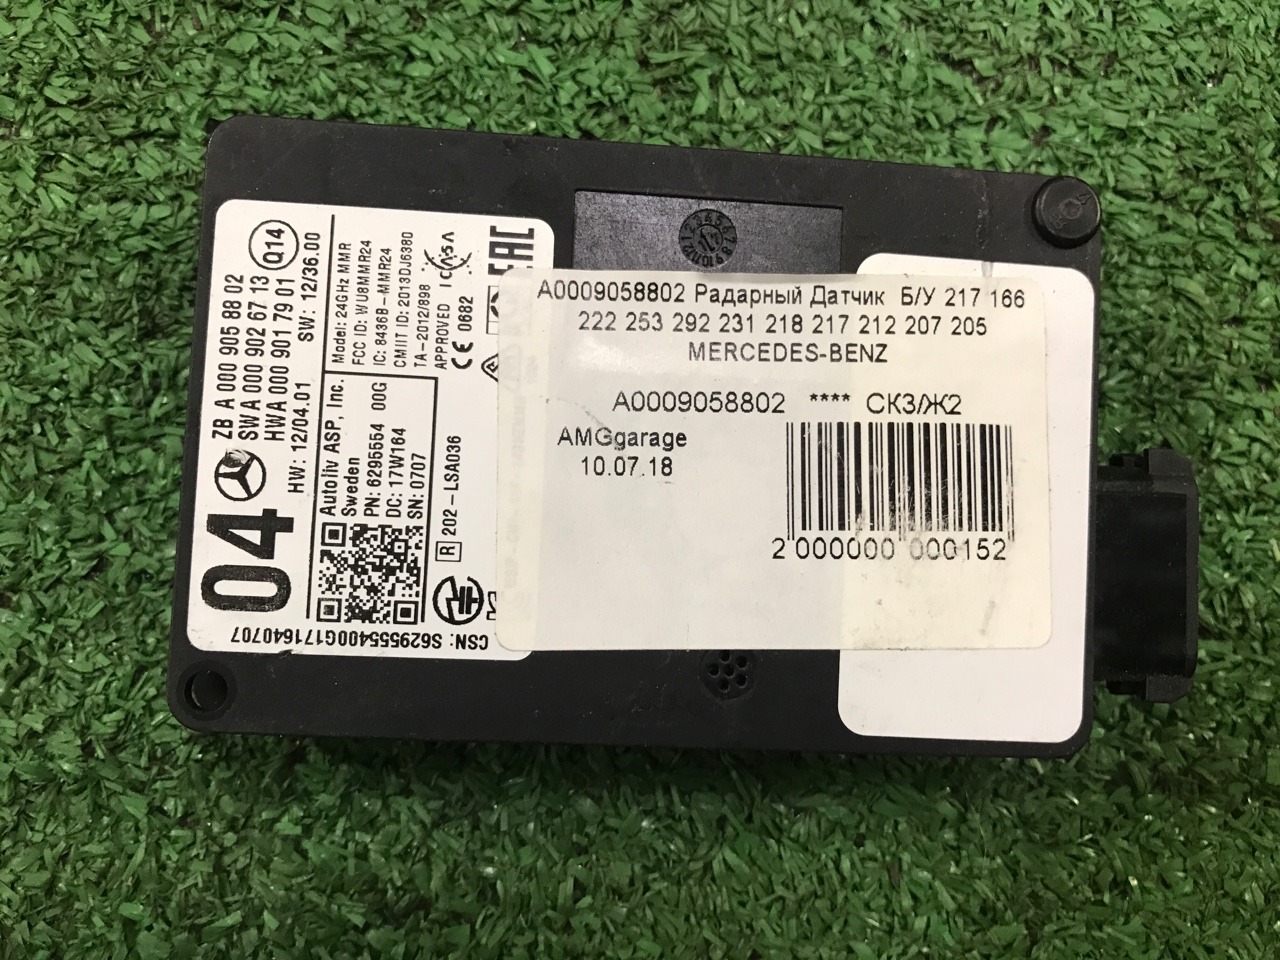 ZB A 000 905 88 02
SW A 000 902 67 13
HWA 000 901 79 01
HW: 12/04.01 SW: 12/36.00
Q14
04
Model: 24GHz MMR
FCC ID: WU8MMR24
IC: 8436B-MMR24
CMIIT ID: 2013DJ6380
TA-2012/898
APPROVED ICASA
CE 0682
EAC
Autoliv ASP, Inc.
Sweden
PN: 6295554 00G
DC: 17W164
SN: 0707
R 202-LSA036
CSN: S629555400G171640707
A0009058802 Радарный Датчик Б/У 217 166
222 253 292 231 218 217 212 207 205
MERCEDES-BENZ
A0009058802 **** СК3/Ж2
AMGgarage
10.07.18
2 000000 000152